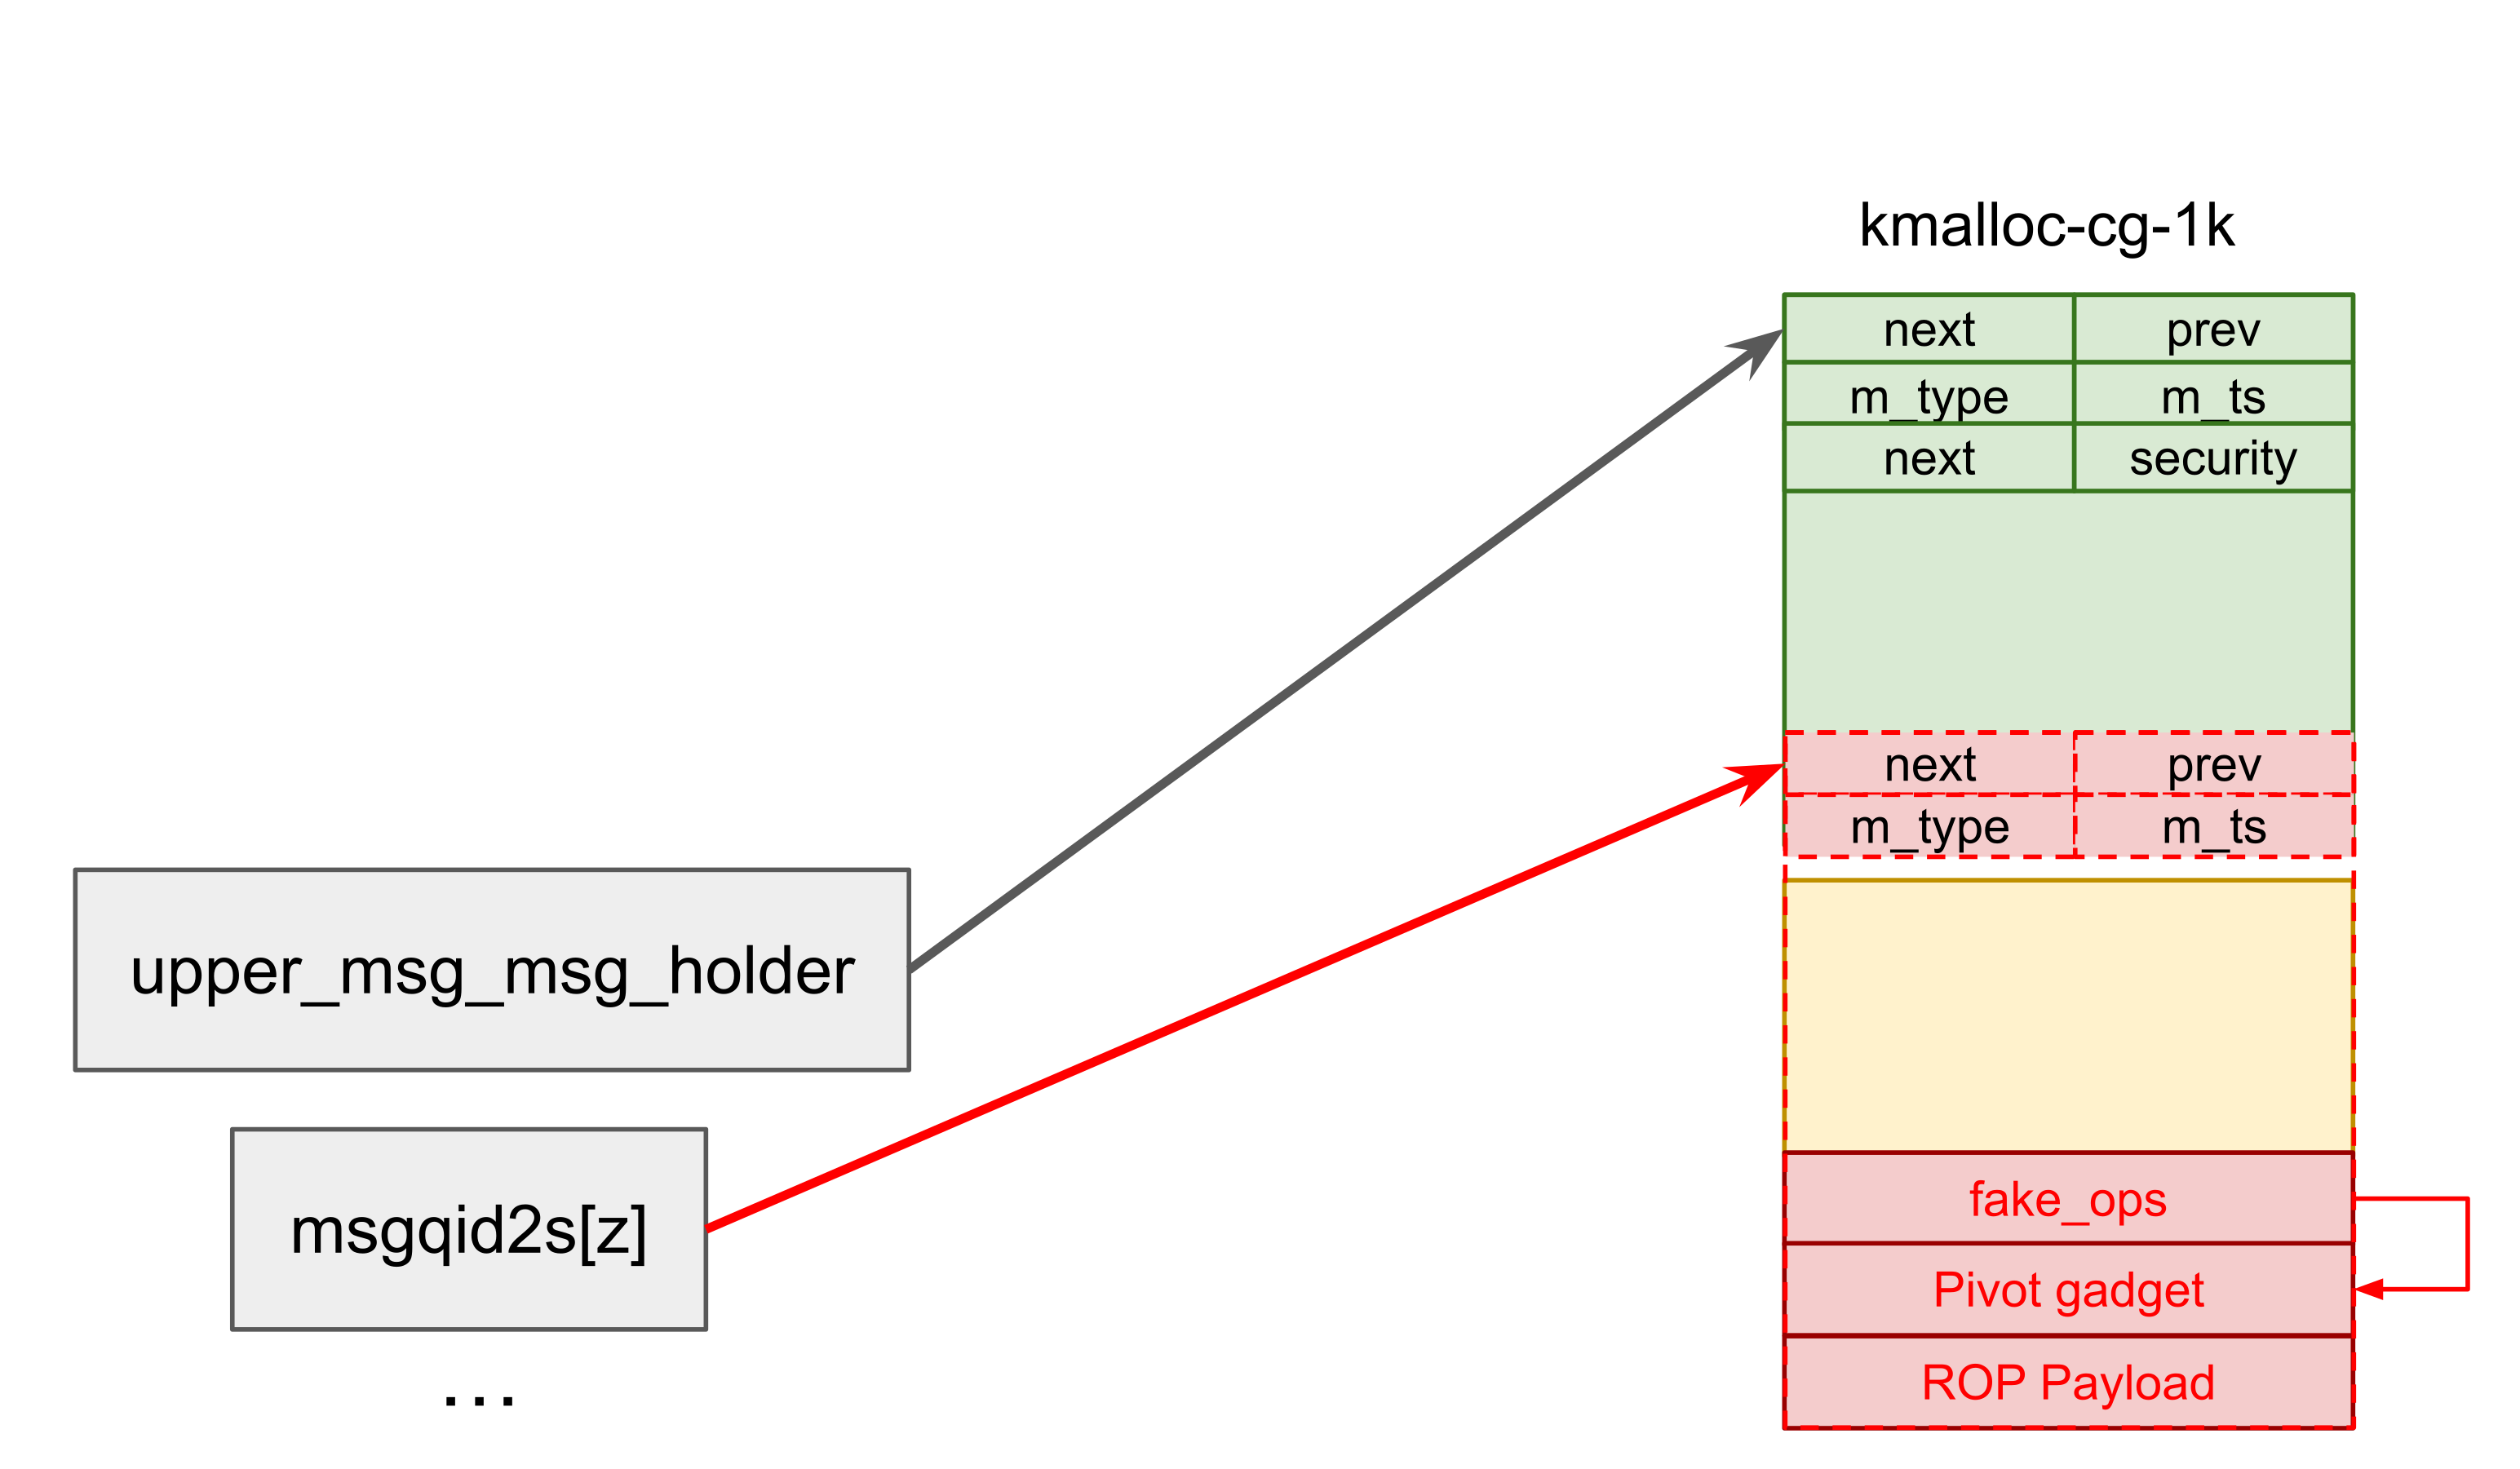 kmalloc-cg-1k
next prev
m_type m_ts
next security
next prev
m_type m_ts
upper_msg_msg_holder
msgqid2s[z]
...
fake_ops
Pivot gadget
ROP Payload